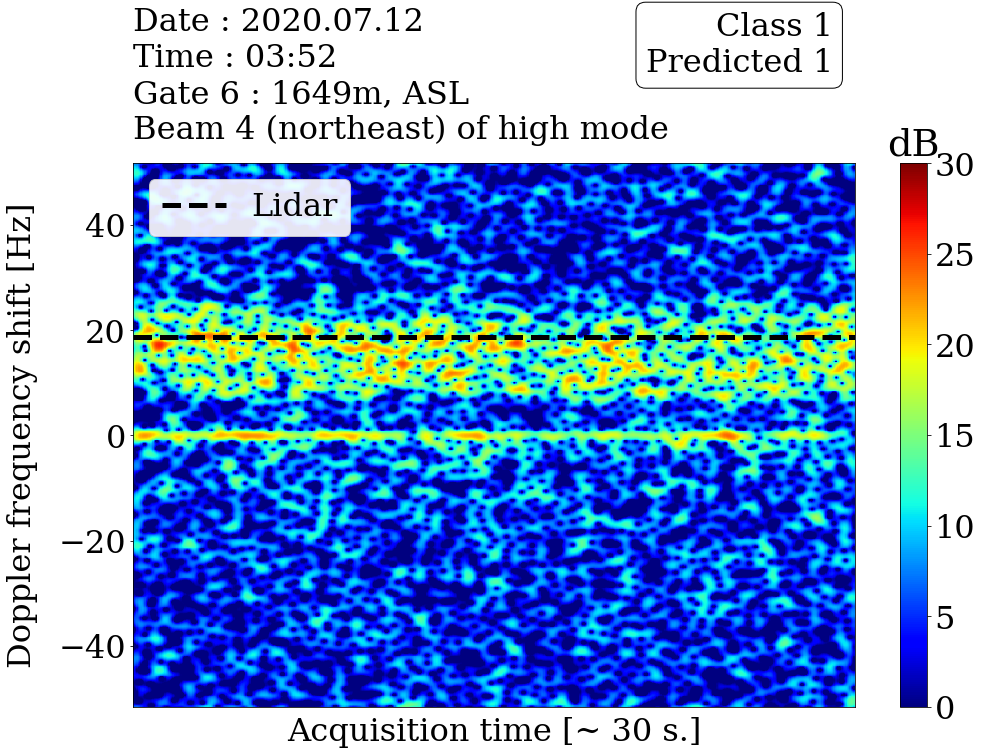 Date : 2020.07.12
Time : 03:52
Gate 6 : 1649m, ASL
Beam 4 (northeast) of high mode
Class 1
Predicted 1
dB
Lidar
Doppler frequency shift [Hz]
40
20
0
−20
−40
30
25
20
15
10
5
0
Acquisition time [~ 30 s.]